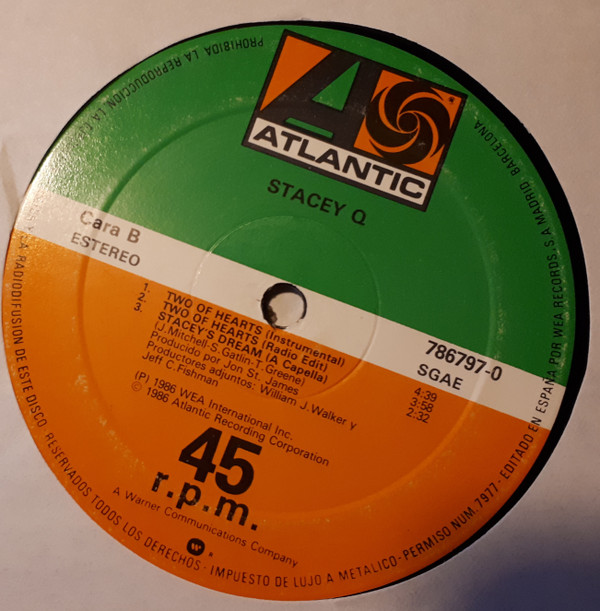 ATLANTIC
STACEY Q
Cara B
ESTEREO
786797-0
SGAE
1. TWO OF HEARTS (Instrumental) 4:39
2. TWO OF HEARTS (Radio Edit) 3:58
3. STACEY'S DREAM (A Capella) 2:32
(J. Mitchell-S. Gatlin-T. Greene)
Producido por Jon St. James
Productores adjuntos: William J. Walker y
Jeff C. Fishman
(P) 1986 WEA International Inc.
© 1986 Atlantic Recording Corporation
45
r.p.m.
A Warner Communications Company
PROHIBIDA LA REPRODUCCION, LA
Y LA RADIODIFUSION DE ESTE DISCO. RESERVADOS TODOS LOS DERECHOS - IMPUESTO DE LUJO A METALICO - PERMISO NUM. 7977 - EDITADO EN ESPAÑA POR WEA RECORDS, S.A. MADRID BARCELONA